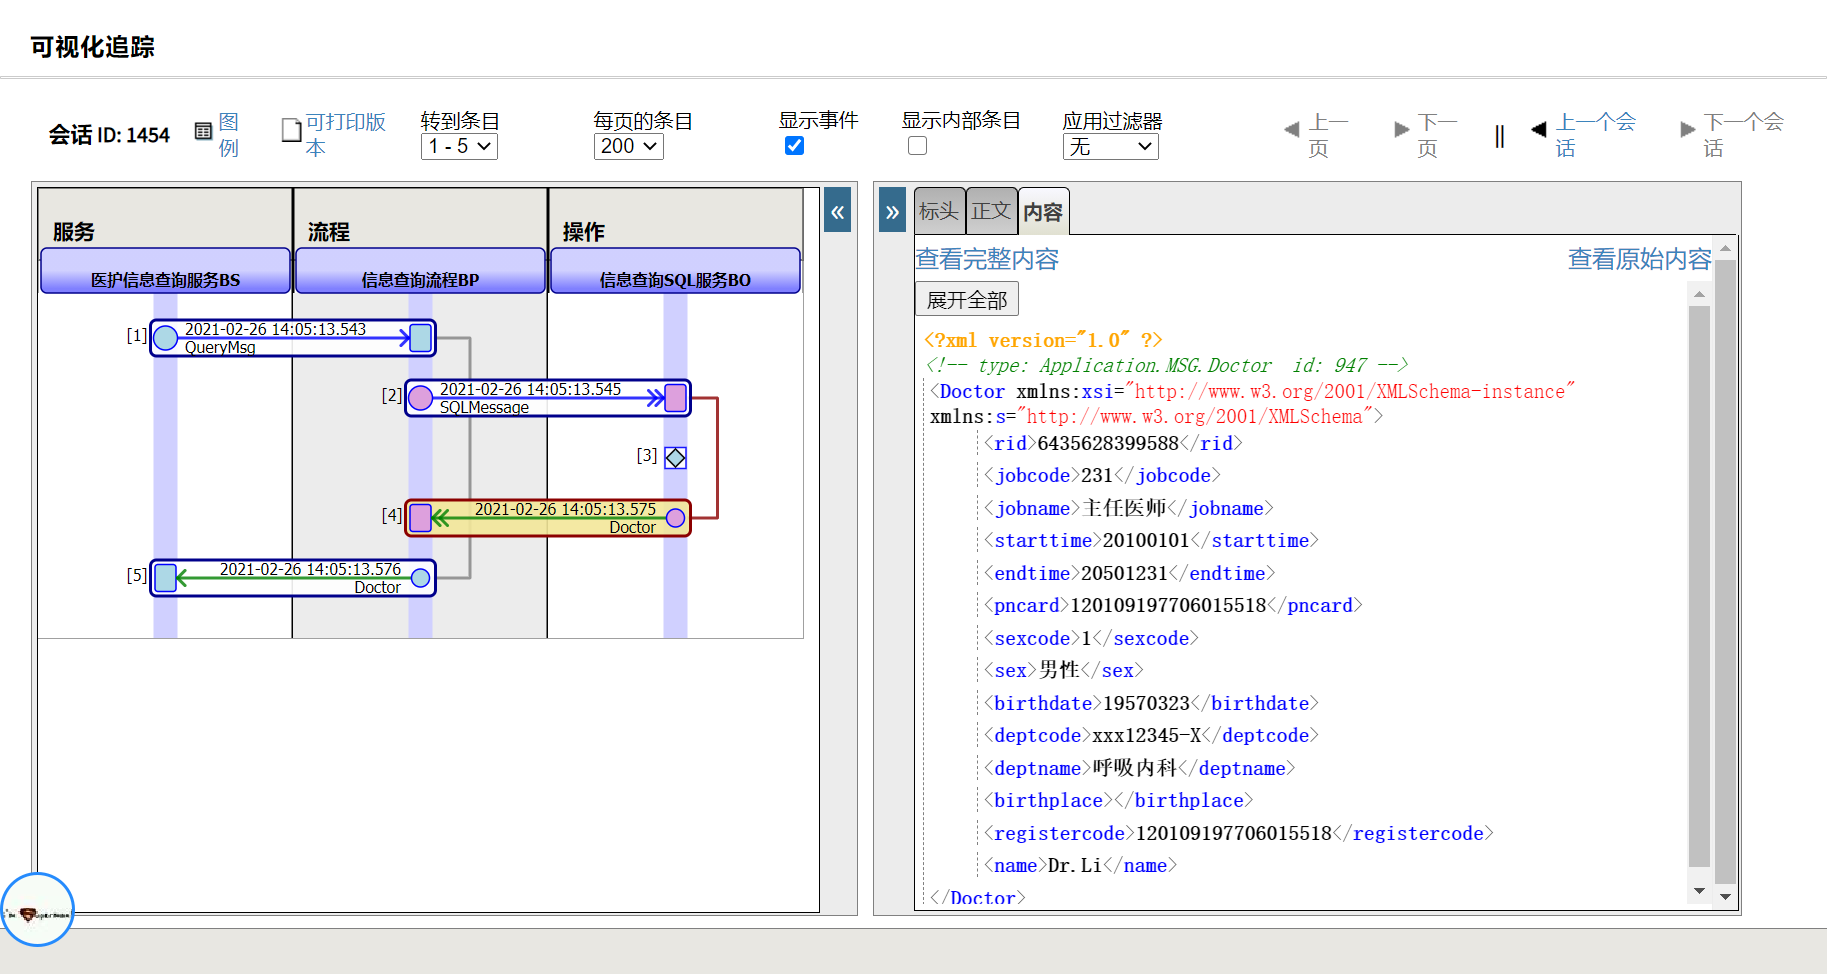 可视化追踪
会话 ID: 1454
图例
可打印版本
转到条目
1 - 5
每页的条目
200
显示事件
显示内部条目
应用过滤器
无
上一页
下一页
||
上一个会话
下一个会话
服务
流程
操作
医护信息查询服务BS
信息查询流程BP
信息查询SQL服务BO
[1]
2021-02-26 14:05:13.543
QueryMsg
[2]
2021-02-26 14:05:13.545
SQLMessage
[3]
[4]
2021-02-26 14:05:13.575
Doctor
[5]
2021-02-26 14:05:13.576
Doctor
«
»
标头
正文
内容
查看完整内容
查看原始内容
展开全部
<?xml version="1.0" ?>
<!-- type: Application.MSG.Doctor  id: 947 -->
<Doctor xmlns:xsi="http://www.w3.org/2001/XMLSchema-instance"
xmlns:s="http://www.w3.org/2001/XMLSchema">
<rid>6435628399588</rid>
<jobcode>231</jobcode>
<jobname>主任医师</jobname>
<starttime>20100101</starttime>
<endtime>20501231</endtime>
<pncard>120109197706015518</pncard>
<sexcode>1</sexcode>
<sex>男性</sex>
<birthdate>19570323</birthdate>
<deptcode>xxx12345-X</deptcode>
<deptname>呼吸内科</deptname>
<birthplace></birthplace>
<registercode>120109197706015518</registercode>
<name>Dr.Li</name>
</Doctor>